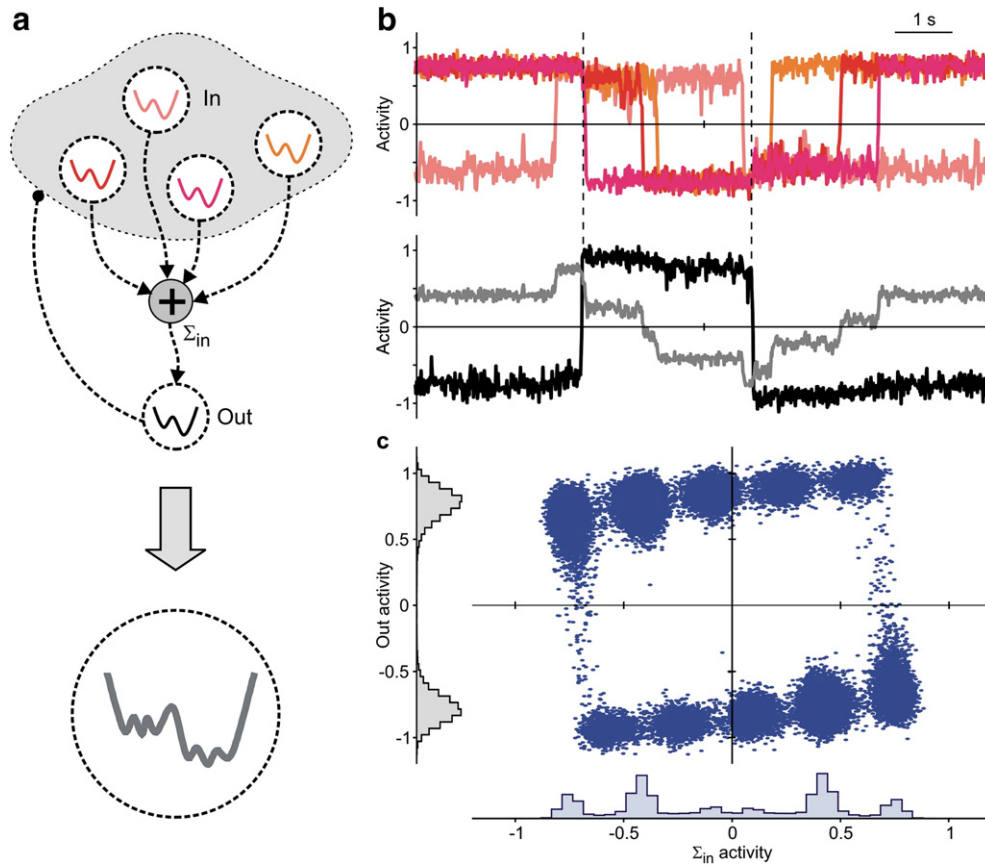 a
In
+
Σin
Out
b
1 s
Activity
1
0
-1
Activity
1
0
-1
c
Out activity
1
0.5
0
-0.5
-1
-1
-0.5
0
0.5
1
Σin activity